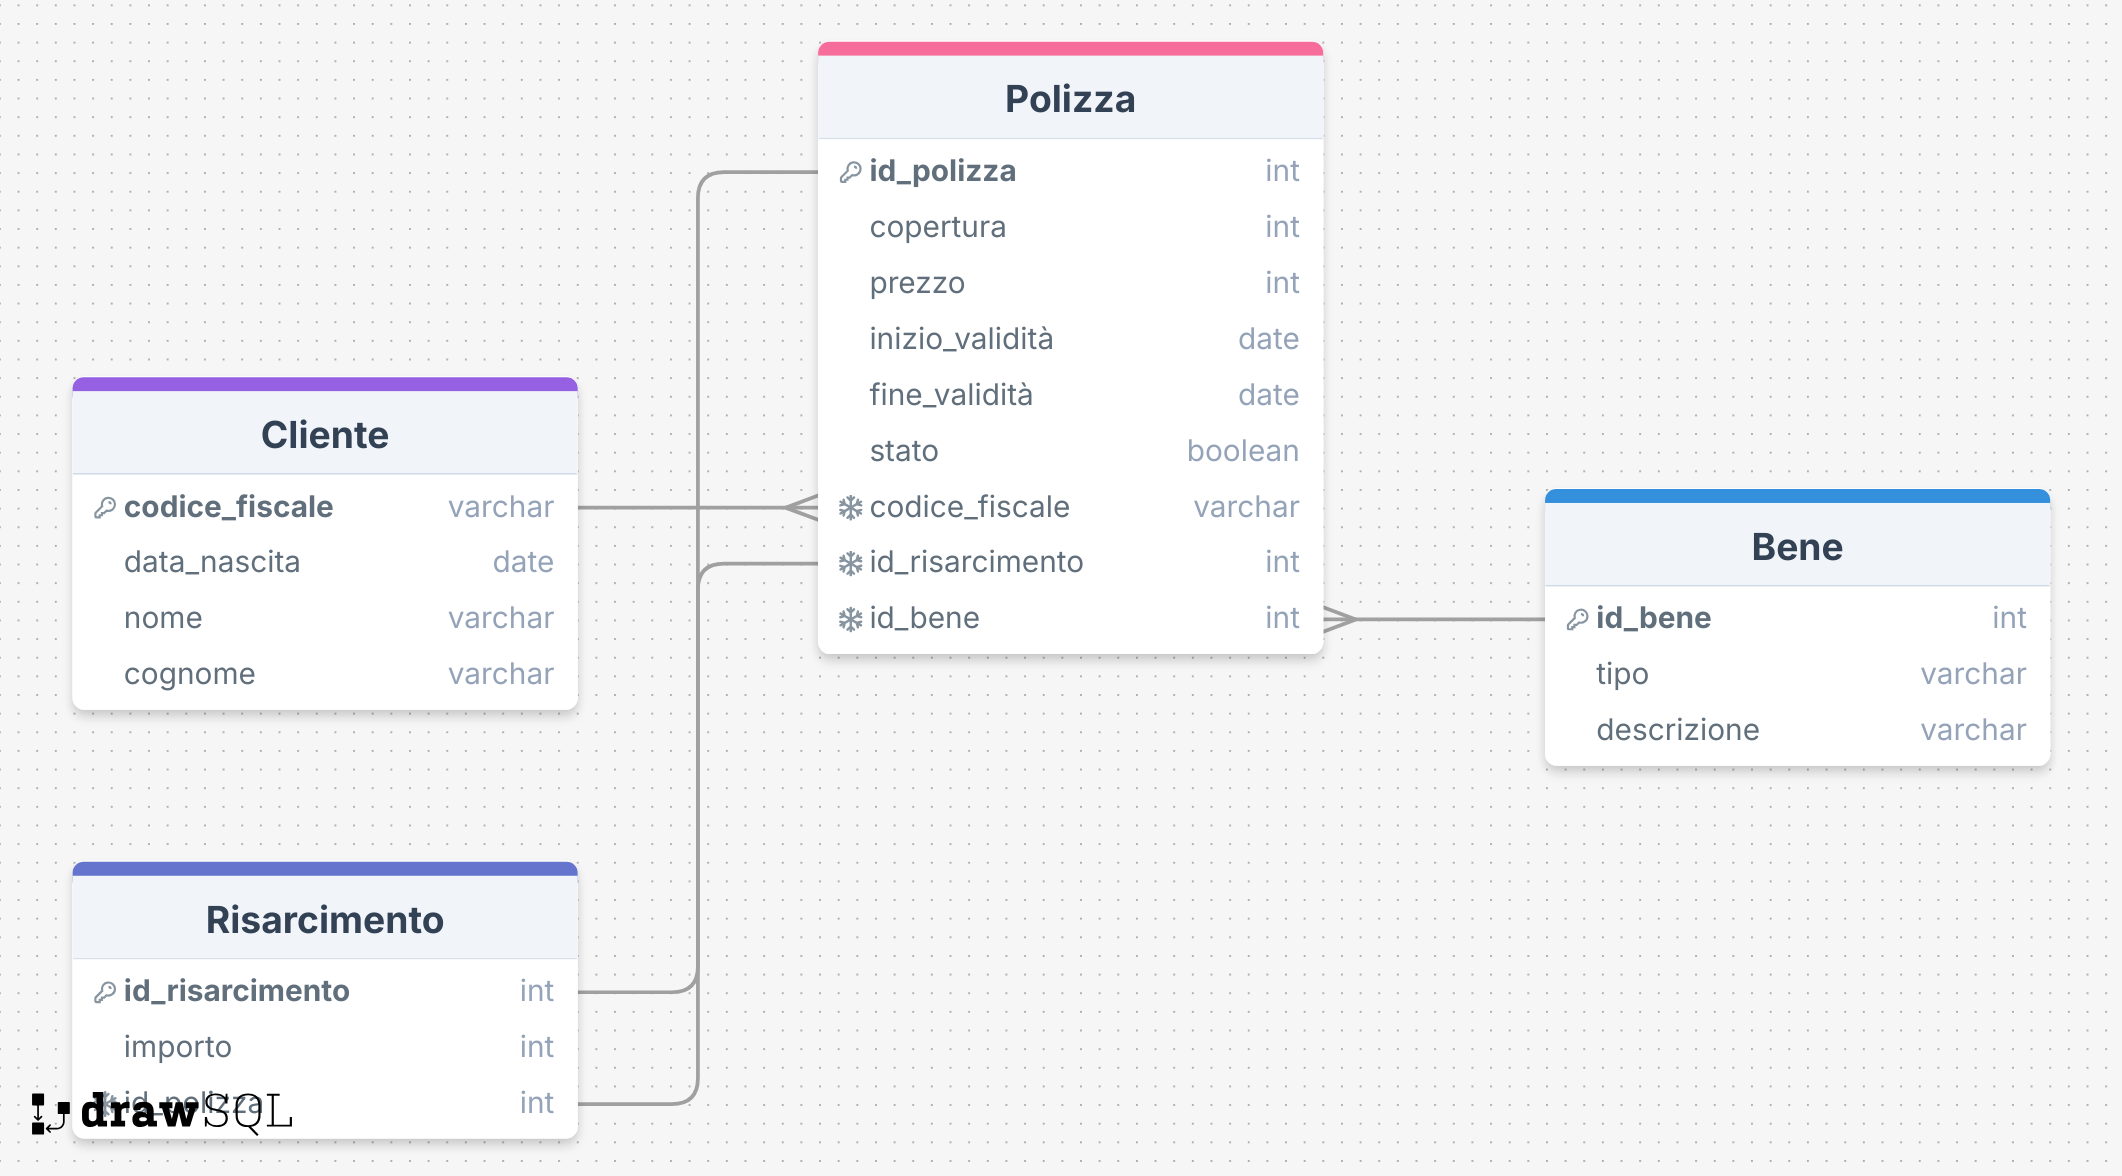 Polizza
id_polizza int
copertura int
prezzo int
inizio_validità date
fine_validità date
stato boolean
codice_fiscale varchar
id_risarcimento int
id_bene int
Cliente
codice_fiscale varchar
data_nascita date
nome varchar
cognome varchar
Bene
id_bene int
tipo varchar
descrizione varchar
Risarcimento
id_risarcimento int
importo int
id_polizza int
drawSQL